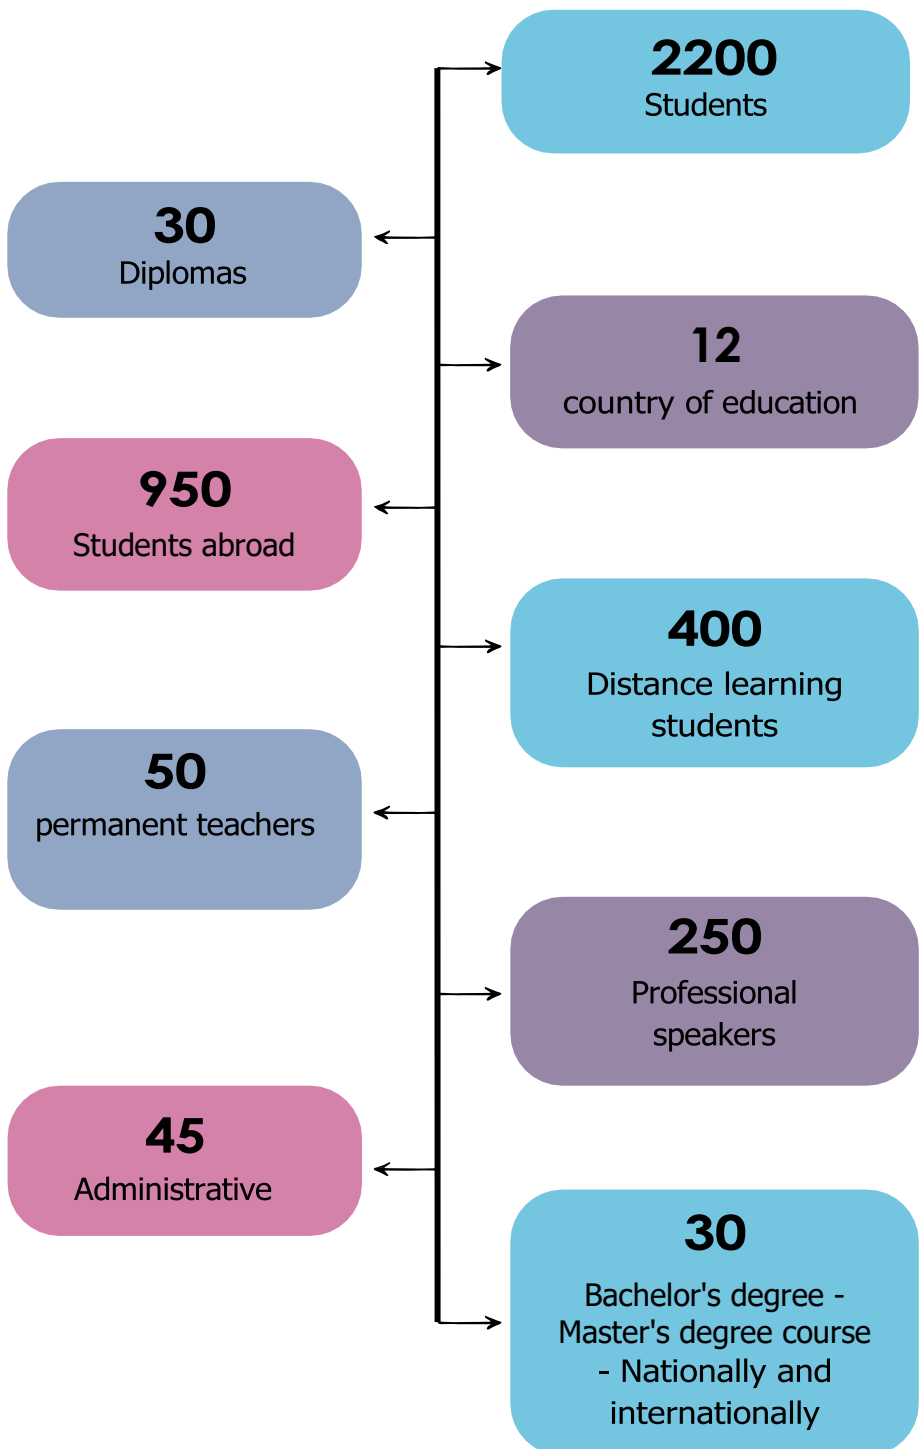 2200
Students
30
Diplomas
12
country of education
950
Students abroad
400
Distance learning
students
50
permanent teachers
250
Professional
speakers
45
Administrative
30
Bachelor's degree -
Master's degree course
- Nationally and
internationally